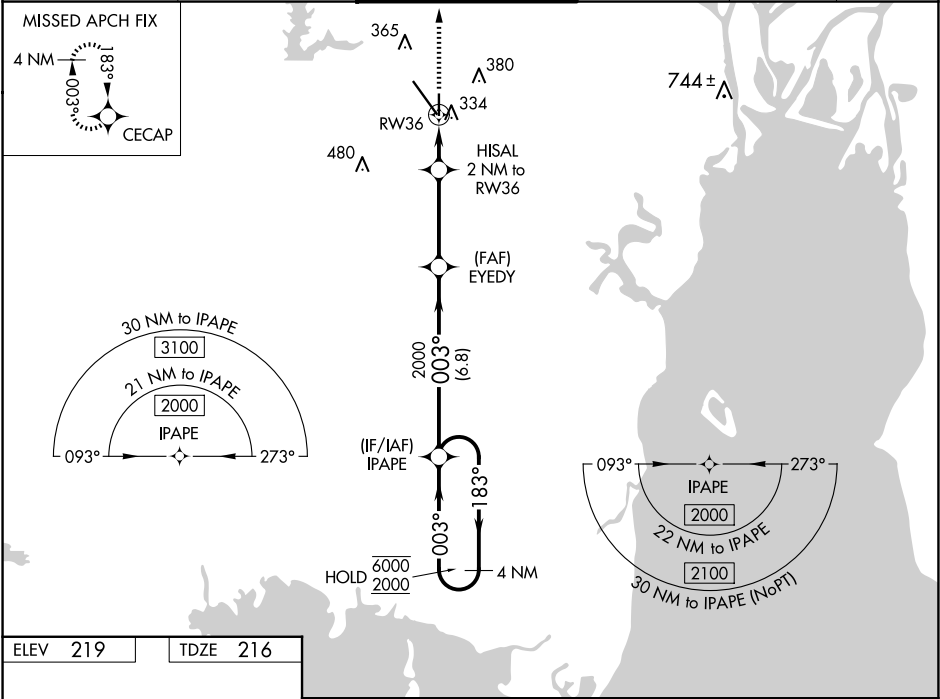 MISSED APCH FIX
4 NM
183°
003°
CECAP
365
380
744±
334
RW36
480
HISAL
2 NM to
RW36
(FAF)
EYEDY
30 NM to IPAPE
3100
21 NM to IPAPE
2000
IPAPE
093°
273°
2000
003°
(6.8)
(IF/IAF)
IPAPE
183°
003°
HOLD
6000
2000
4 NM
093°
273°
IPAPE
2000
22 NM to IPAPE
2100
30 NM to IPAPE (NoPT)
ELEV 219
TDZE 216